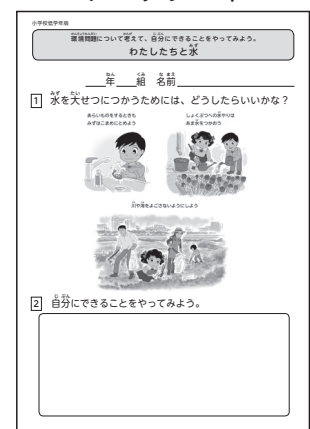 小学校低学年版
環境問題について考えて、自分にできることをやってみよう。
わたしたちと水
年 組 名前
1 水を大せつにつかうためには、どうしたらいいかな？
あらいものをするときも
みずはこまめにとめよう
しょくぶつへの水やりは
あま水をつかおう
川や海をよごさないようにしよう
2 自分にできることをやってみよう。